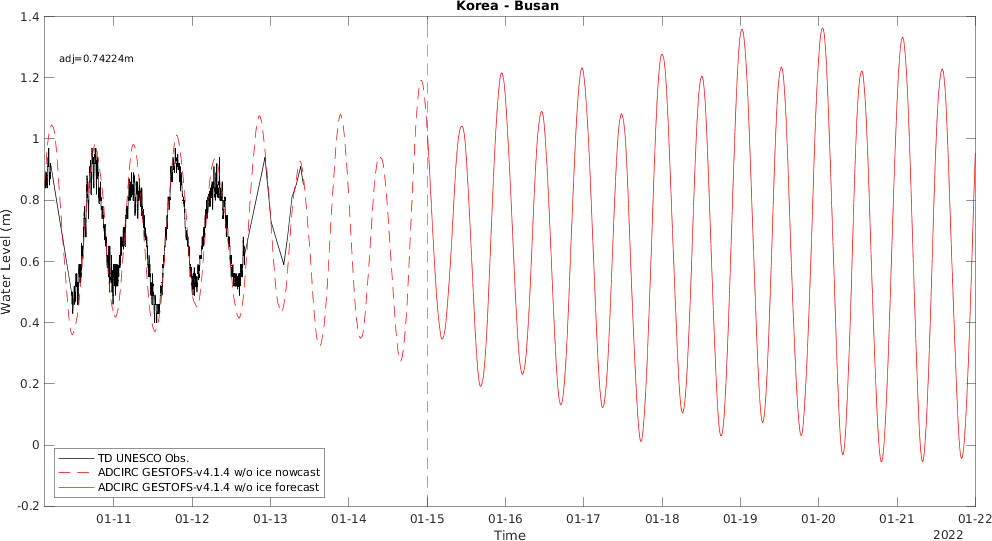 Korea - Busan
1.4
1.2
1
0.8
0.6
0.4
0.2
0
-0.2
Water Level (m)
adj=0.74224m
TD UNESCO Obs.
ADCIRC GESTOFS-v4.1.4 w/o ice nowcast
ADCIRC GESTOFS-v4.1.4 w/o ice forecast
01-11 01-12 01-13 01-14 01-15 01-16 01-17 01-18 01-19 01-20 01-21 01-22
Time
2022